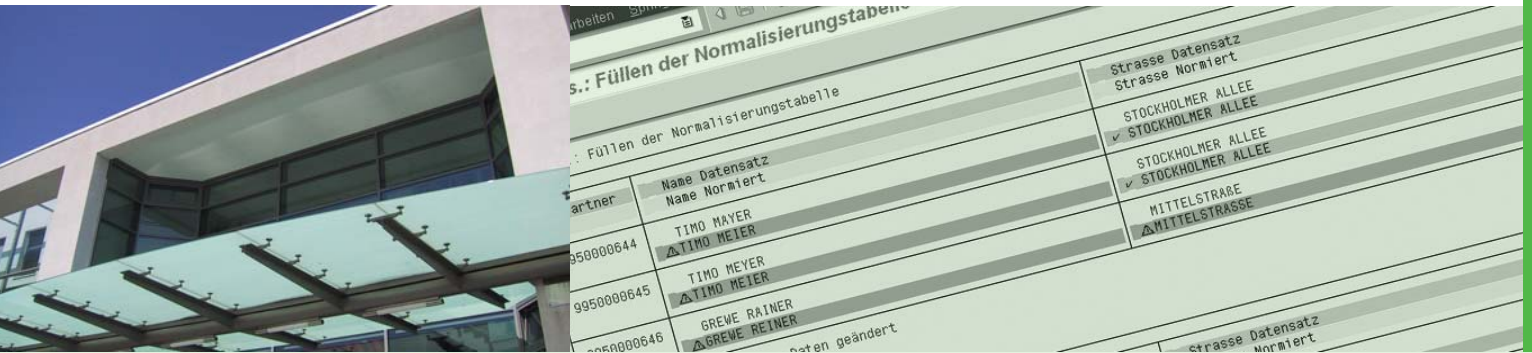 rbeiten
s.: Füllen der Normalisierungstabelle
: Füllen der Normalisierungstabelle
artner
Name Datensatz
Name Normiert
Strasse Datensatz
Strasse Normiert
950000644
TIMO MAYER
TIMO MEIER
STOCKHOLMER ALLEE
STOCKHOLMER ALLEE
9950000645
TIMO MEYER
TIMO MEIER
STOCKHOLMER ALLEE
STOCKHOLMER ALLEE
9950000646
GREWE RAINER
GREWE REINER
MITTELSTRAßE
MITTELSTRASSE
Daten geändert
Strasse Datensatz
Normiert